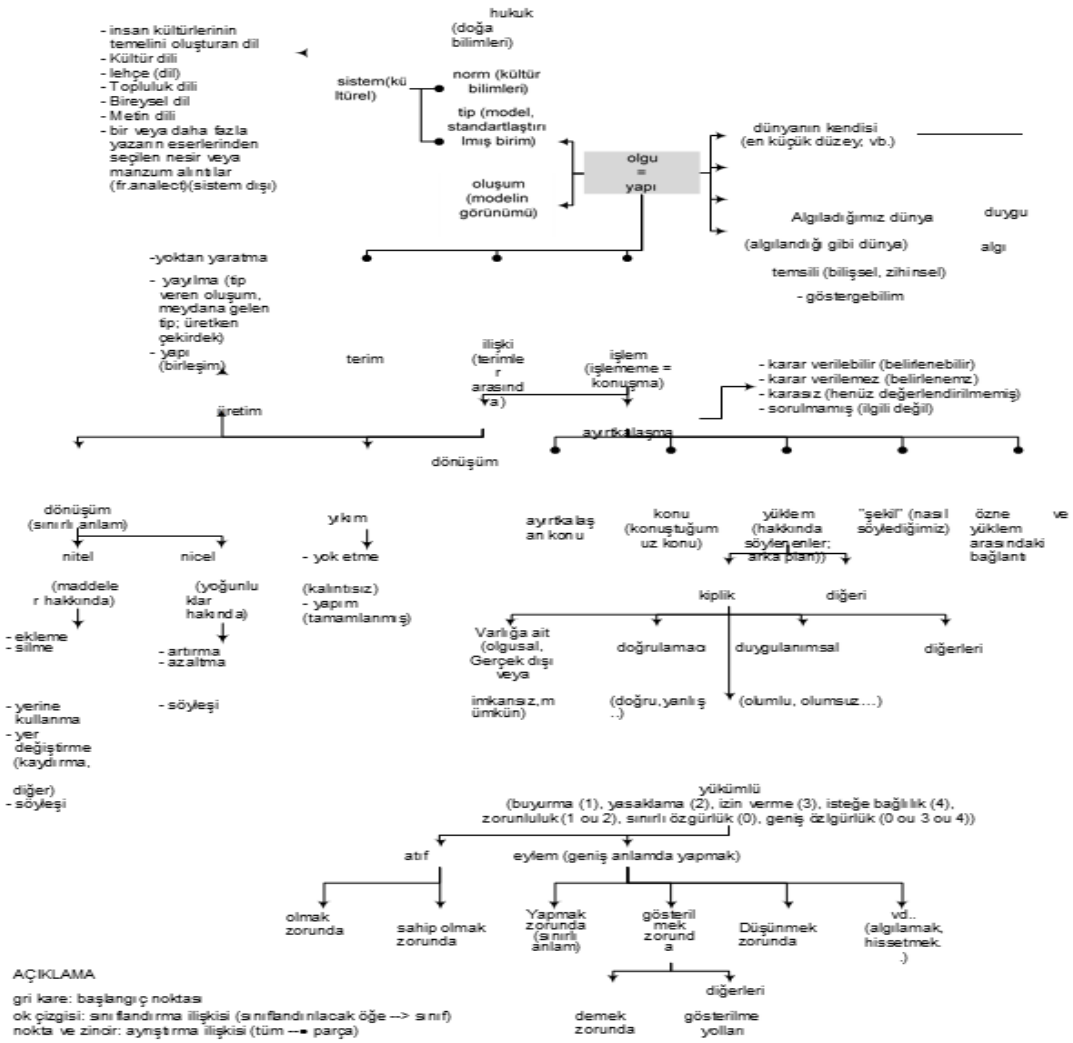 hukuk
(doğa
bilimleri)
- insan kültürlerinin
temelini oluşturan dil
- Kültür dili
- lehçe (dil)
- Topluluk dili
- Bireysel dil
- Metin dili
- bir veya daha fazla
yazarın eserlerinden
seçilen nesir veya
manzum alıntılar
(fr.analect)(sistem dışı)
sistem(kü
ltürel)
norm (kültür
bilimleri)
tip (model,
standartlaştırı
lmış birim)
oluşum
(modelin
görünümü)
olgu
=
yapı
dünyanın kendisi
(en küçük düzey, vb.)
Algıladığımız dünya
duygu
(algılandığı gibi dünya)
algı
temsili (bilişsel, zihinsel)
- göstergebilim
-yoktan yaratma
- yayılma (tip
veren oluşum,
meydana gelen
tip; üretken
çekirdek)
- yapı
(birleşim)
terim
ilişki
(terimle
r
arasınd
a)
işlem
(işlememe =
konuşma)
- karar verilebilir (belirlenebilir)
- karar verilemez (belirlenemz)
- karasız (henüz değerlendirilmemiş)
- sorulmamış (ilgili değil)
üretim
ayırtkalaşma
dönüşüm
dönüşüm
(sınırlı anlam)
yıkım
ayırtkalaş
an konu
konu
(konuştuğum
uz konu)
yüklem
(hakkında
söylenenler;
arka plan))
"şekil" (nasıl
söylediğimiz)
özne ve
yüklem
arasındaki
bağlantı
nitel
nicel
- yok etme
(maddele
r hakkında)
(yoğunlu
klar
hakında)
(kalıntısız)
- yapım
(tamamlanmış)
kiplik
diğeri
- ekleme
- silme
- artırma
- azaltma
Varlığa ait
(olgusal,
Gerçek dışı
veya
doğrulamacı
duygulanımsal
diğerleri
- yerine
kullanma
- yer
değiştirme
(kaydırma,
- söyleşi
imkansız,m
ümkün)
(doğru,yanlış
..)
(olumlu, olumsuz…)
diğer)
- söyleşi
yükümlü
(buyurma (1), yasaklama (2), izin verme (3), isteğe bağlılık (4),
zorunluluk (1 ou 2), sınırlı özgürlük (0), geniş özlgürlük (0 ou 3 ou 4))
atıf
eylem (geniş anlamda yapmak)
olmak
zorunda
sahip olmak
zorunda
Yapmak
zorunda
(sınırlı
anlam)
gösteril
mek
zorund
a
Düşünmek
zorunda
vd..
(algılamak,
hissetmek.
.)
diğerleri
demek
zorunda
gösterilme
yolları
AÇIKLAMA
gri kare: başlangıç noktası
ok çizgisi: sınıflandırma ilişkisi (sınıflandırılacak öğe --> sınıf)
nokta ve zincir: ayrıştırma ilişkisi (tüm --• parça)